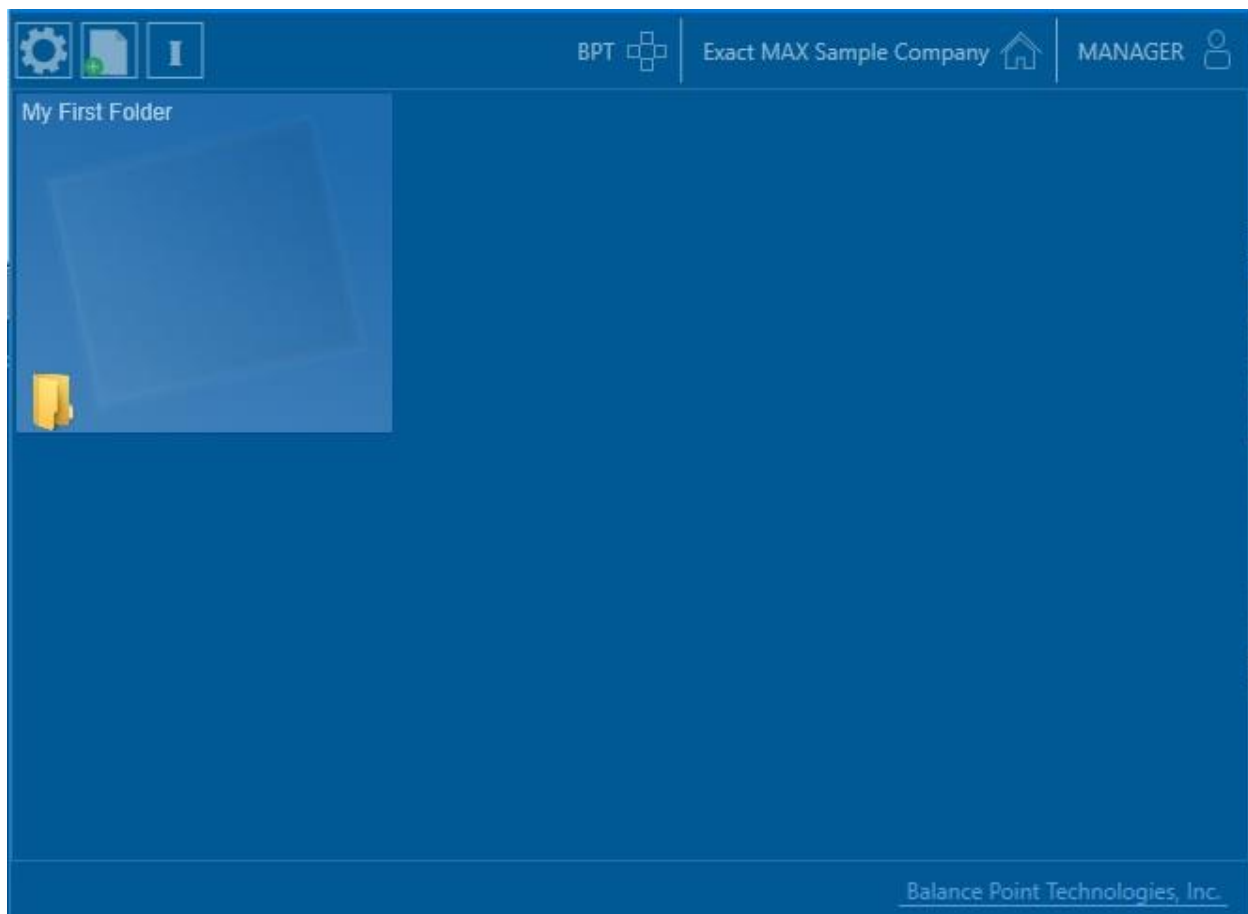 I
BPT
Exact MAX Sample Company
MANAGER
My First Folder
Balance Point Technologies, Inc.